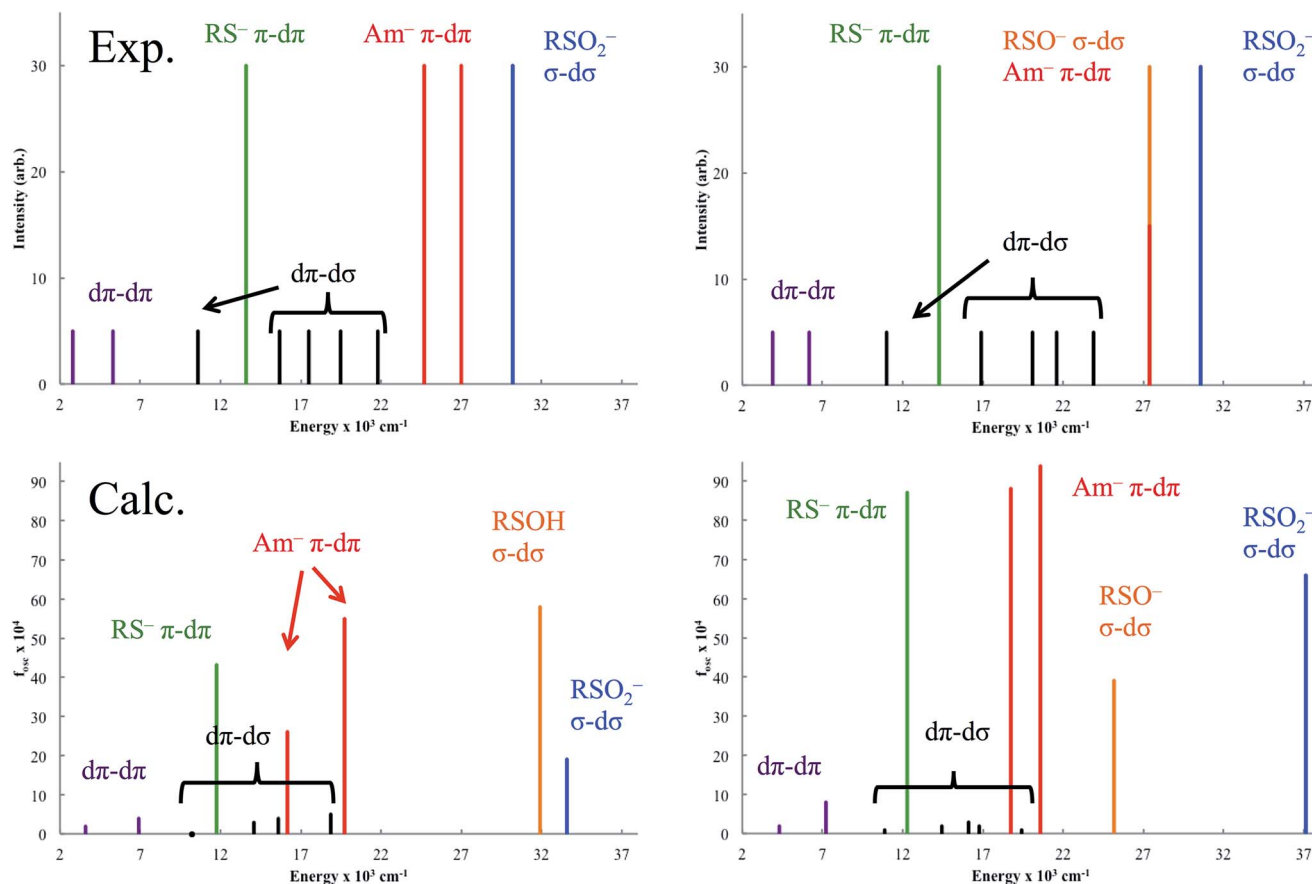 Exp.
RS⁻ π-dπ
Am⁻ π-dπ
RSO₂⁻
σ-dσ
dπ-dπ
dπ-dσ
Intensity (arb.)
30
20
10
0
2 7 12 17 22 27 32 37
Energy x 10³ cm⁻¹
RS⁻ π-dπ
RSO⁻ σ-dσ
Am⁻ π-dπ
RSO₂⁻
σ-dσ
dπ-dπ
dπ-dσ
Intensity (arb.)
30
20
10
0
2 7 12 17 22 27 32 37
Energy x 10³ cm⁻¹
Calc.
RS⁻ π-dπ
Am⁻ π-dπ
RSOH
σ-dσ
RSO₂⁻
σ-dσ
dπ-dπ
dπ-dσ
f_osc x 10⁴
90
80
70
60
50
40
30
20
10
0
2 7 12 17 22 27 32 37
Energy x 10³ cm⁻¹
RS⁻ π-dπ
Am⁻ π-dπ
RSO⁻
σ-dσ
RSO₂⁻
σ-dσ
dπ-dπ
dπ-dσ
f_osc x 10⁴
90
80
70
60
50
40
30
20
10
0
2 7 12 17 22 27 32 37
Energy x 10³ cm⁻¹